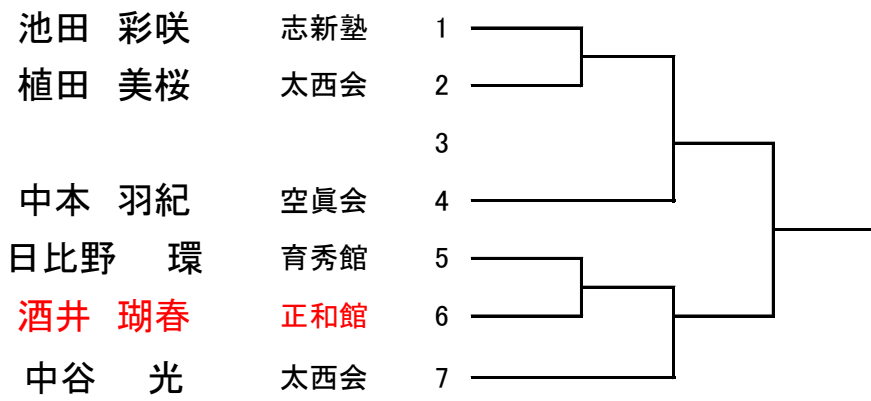 池田 彩咲 志新塾 1
植田 美桜 太西会 2
3
中本 羽紀 空眞会 4
日比野 環 育秀館 5
酒井 瑚春 正和館 6
中谷 光 太西会 7